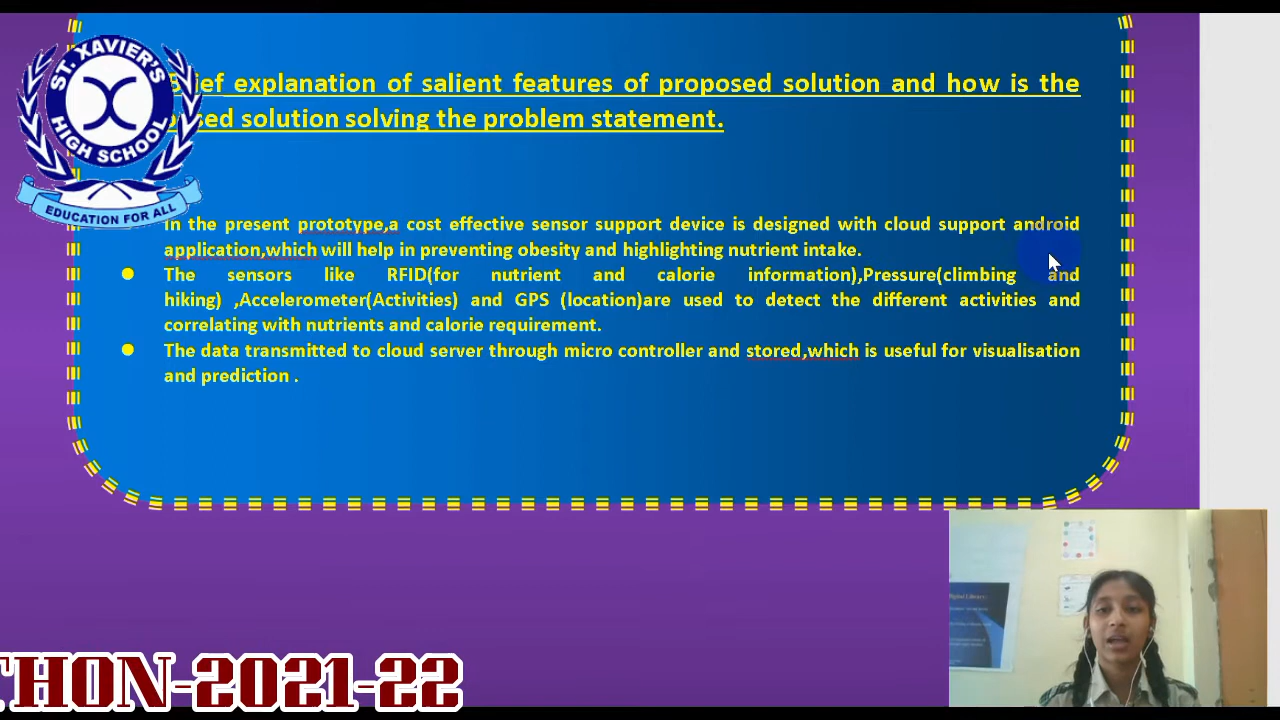 ST. XAVIER'S
HIGH SCHOOL
EDUCATION FOR ALL
explanation of salient features of proposed solution and how is the
solution solving the problem statement.
In the present prototype,a cost effective sensor support device is designed with cloud support android
application,which will help in preventing obesity and highlighting nutrient intake.
The sensors like RFID(for nutrient and calorie information),Pressure(climbing and
hiking) ,Accelerometer(Activities) and GPS (location)are used to detect the different activities and
correlating with nutrients and calorie requirement.
The data transmitted to cloud server through micro controller and stored,which is useful for visualisation
and prediction .
Digital Library
THON-2021-22